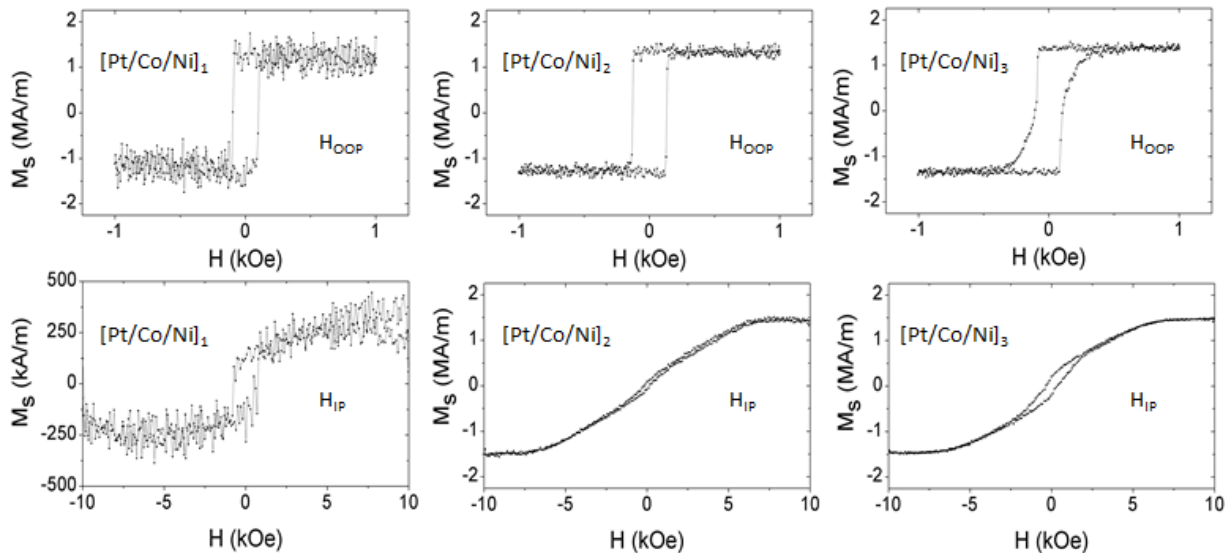 2
1
0
-1
-2
M_S (MA/m)
[Pt/Co/Ni]₁
H_OOP
-1 0 1
H (kOe)
2
1
0
-1
-2
M_S (MA/m)
[Pt/Co/Ni]₂
H_OOP
-1 0 1
H (kOe)
2
1
0
-1
-2
M_S (MA/m)
[Pt/Co/Ni]₃
H_OOP
-1 0 1
H (kOe)
500
250
0
-250
-500
M_S (kA/m)
[Pt/Co/Ni]₁
H_IP
-10 -5 0 5 10
H (kOe)
2
1
0
-1
-2
M_S (MA/m)
[Pt/Co/Ni]₂
H_IP
-10 -5 0 5 10
H (kOe)
2
1
0
-1
-2
M_S (MA/m)
[Pt/Co/Ni]₃
H_IP
-10 -5 0 5 10
H (kOe)